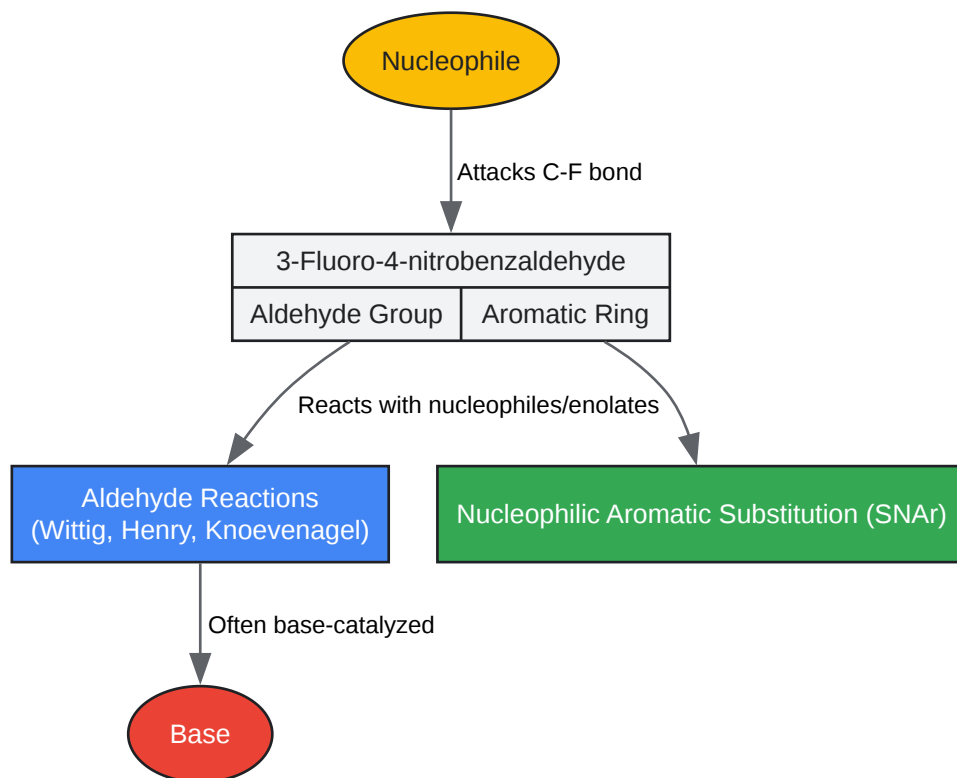 Nucleophile
Attacks C-F bond
3-Fluoro-4-nitrobenzaldehyde
Aldehyde Group
Aromatic Ring
Reacts with nucleophiles/enolates
Aldehyde Reactions
(Wittig, Henry, Knoevenagel)
Nucleophilic Aromatic Substitution (SNAr)
Often base-catalyzed
Base